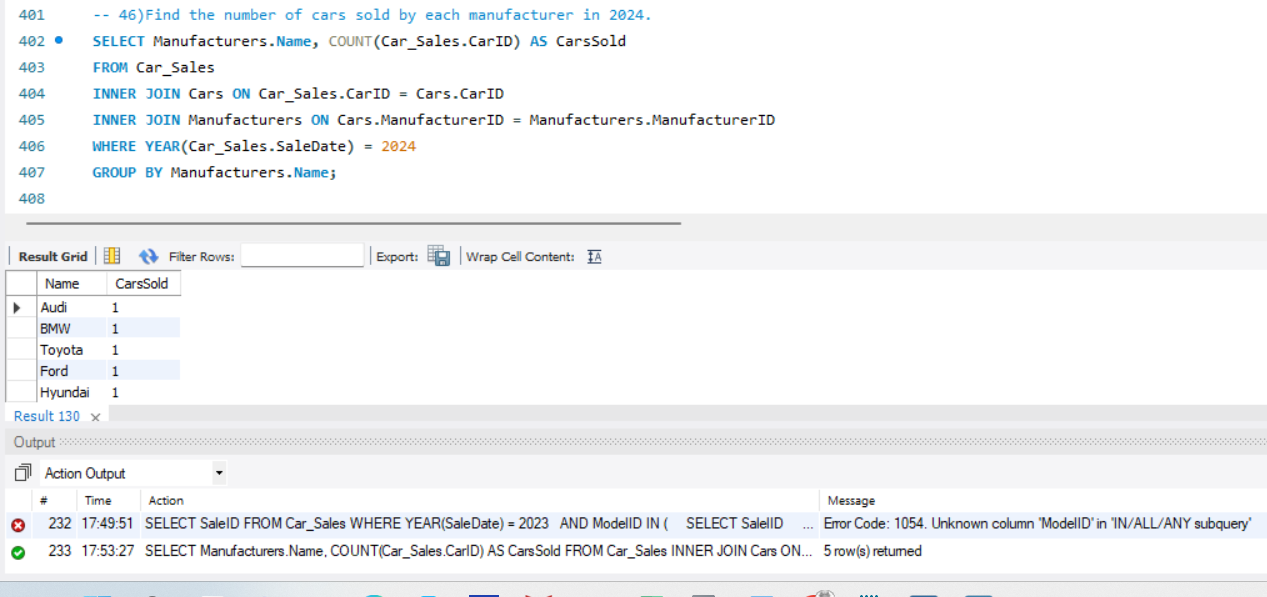 401 -- 46)Find the number of cars sold by each manufacturer in 2024.
402 SELECT Manufacturers.Name, COUNT(Car_Sales.CarID) AS CarsSold
403 FROM Car_Sales
404 INNER JOIN Cars ON Car_Sales.CarID = Cars.CarID
405 INNER JOIN Manufacturers ON Cars.ManufacturerID = Manufacturers.ManufacturerID
406 WHERE YEAR(Car_Sales.SaleDate) = 2024
407 GROUP BY Manufacturers.Name;
408
Result Grid Filter Rows: Export: Wrap Cell Content:
Name CarsSold
Audi 1
BMW 1
Toyota 1
Ford 1
Hyundai 1
Result 130
Output
Action Output
# Time Action Message
232 17:49:51 SELECT SaleID FROM Car_Sales WHERE YEAR(SaleDate) = 2023 AND ModelID IN ( SELECT SaleID ... Error Code: 1054. Unknown column 'ModelID' in 'IN/ALL/ANY subquery'
233 17:53:27 SELECT Manufacturers.Name, COUNT(Car_Sales.CarID) AS CarsSold FROM Car_Sales INNER JOIN Cars ON... 5 row(s) returned